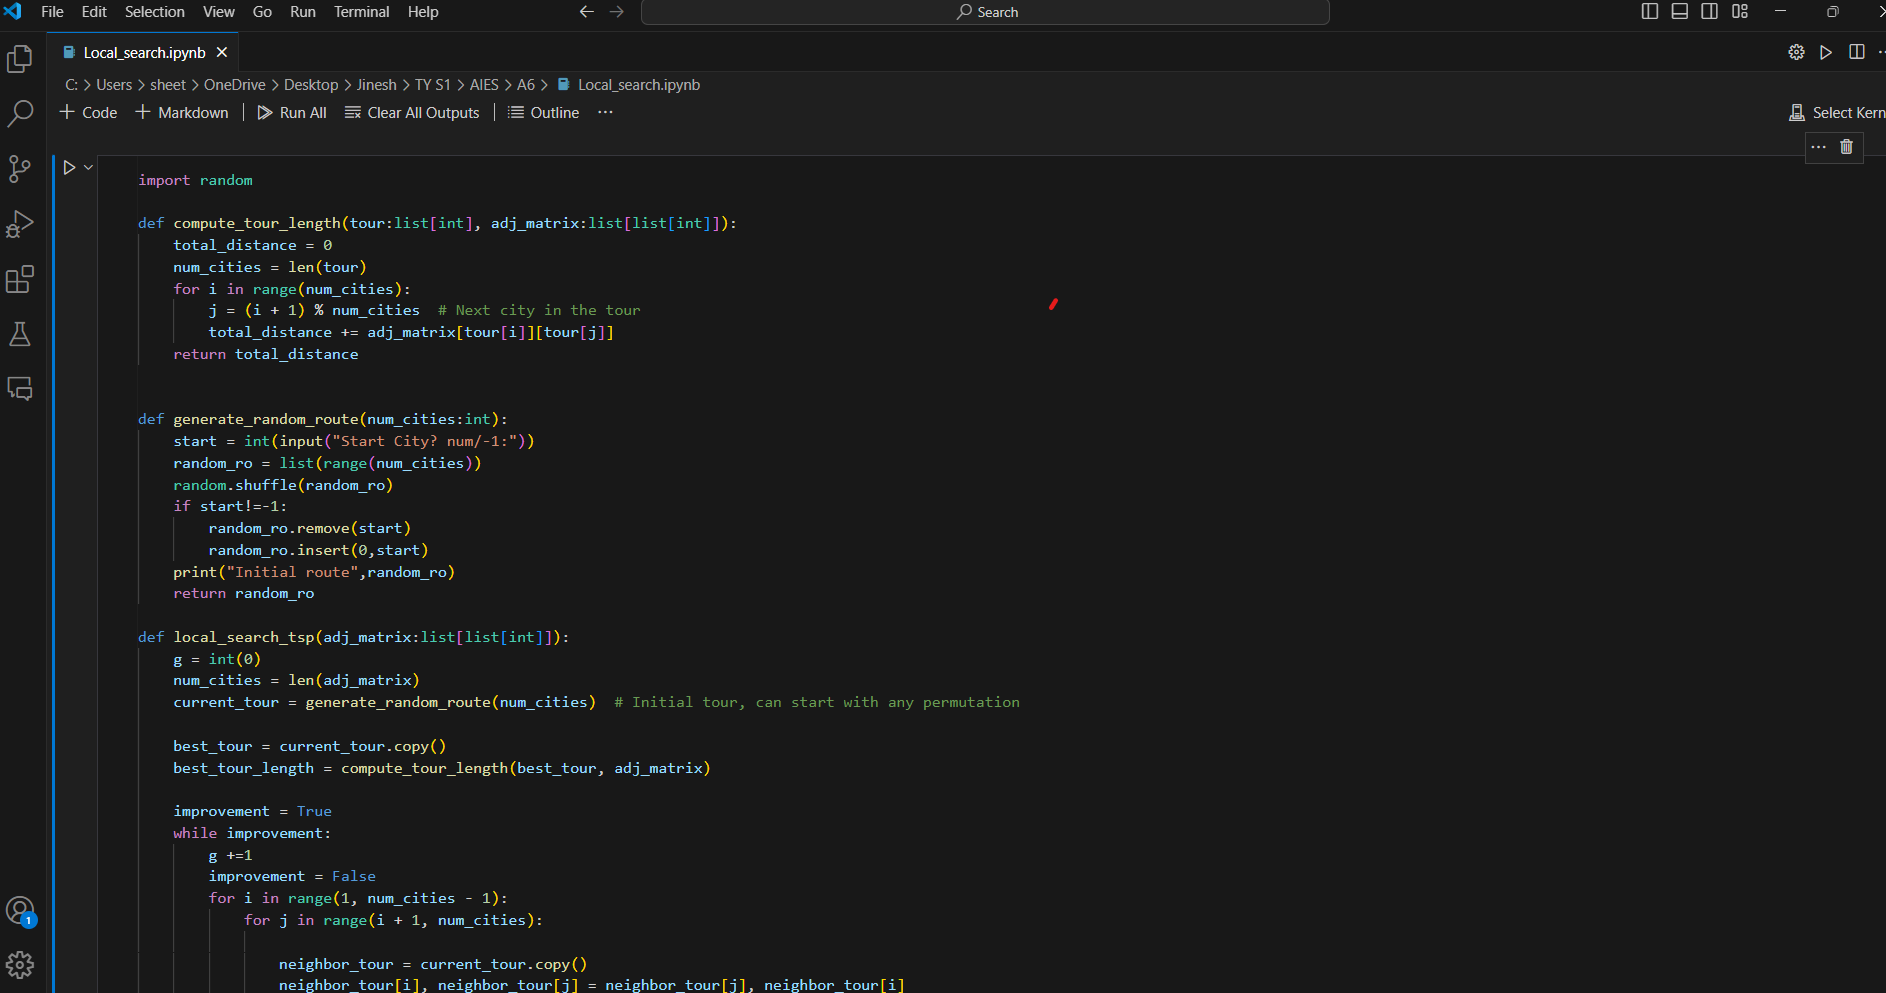 File Edit Selection View Go Run Terminal Help Search
Local_search.ipynb
C: > Users > sheet > OneDrive > Desktop > Jinesh > TY S1 > AIES > A6 > Local_search.ipynb
+ Code + Markdown Run All Clear All Outputs Outline ... Select Kern
import random
def compute_tour_length(tour:list[int], adj_matrix:list[list[int]]):
total_distance = 0
num_cities = len(tour)
for i in range(num_cities):
j = (i + 1) % num_cities  # Next city in the tour
total_distance += adj_matrix[tour[i]][tour[j]]
return total_distance
def generate_random_route(num_cities:int):
start = int(input("Start City? num/-1:"))
random_ro = list(range(num_cities))
random.shuffle(random_ro)
if start!=-1:
random_ro.remove(start)
random_ro.insert(0,start)
print("Initial route",random_ro)
return random_ro
def local_search_tsp(adj_matrix:list[list[int]]):
g = int(0)
num_cities = len(adj_matrix)
current_tour = generate_random_route(num_cities)  # Initial tour, can start with any permutation
best_tour = current_tour.copy()
best_tour_length = compute_tour_length(best_tour, adj_matrix)
improvement = True
while improvement:
g +=1
improvement = False
for i in range(1, num_cities - 1):
for j in range(i + 1, num_cities):
neighbor_tour = current_tour.copy()
neighbor_tour[i], neighbor_tour[j] = neighbor_tour[j], neighbor_tour[i]
1